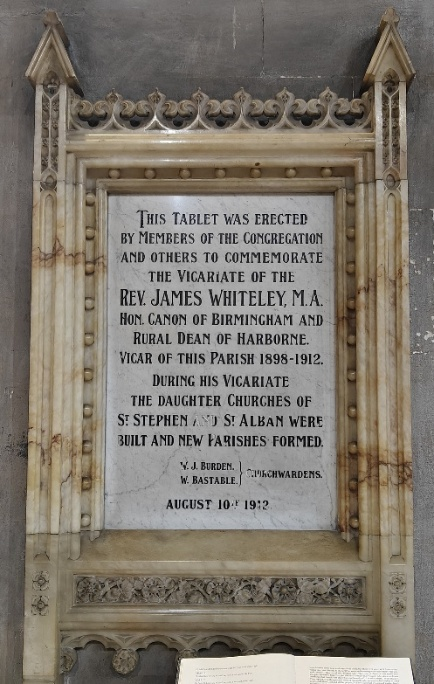 THIS TABLET WAS ERECTED
BY MEMBERS OF THE CONGREGATION
AND OTHERS TO COMMEMORATE
THE VICARIATE OF THE
REV. JAMES WHITELEY, M.A.
HON. CANON OF BIRMINGHAM AND
RURAL DEAN OF HARBORNE.
VICAR OF THIS PARISH 1898-1912.
DURING HIS VICARIATE
THE DAUGHTER CHURCHES OF
ST STEPHEN AND ST ALBAN WERE
BUILT AND NEW PARISHES FORMED.
W. J. BURDEN.
W. BASTABLE.
CHURCHWARDENS.
AUGUST 10TH 1912